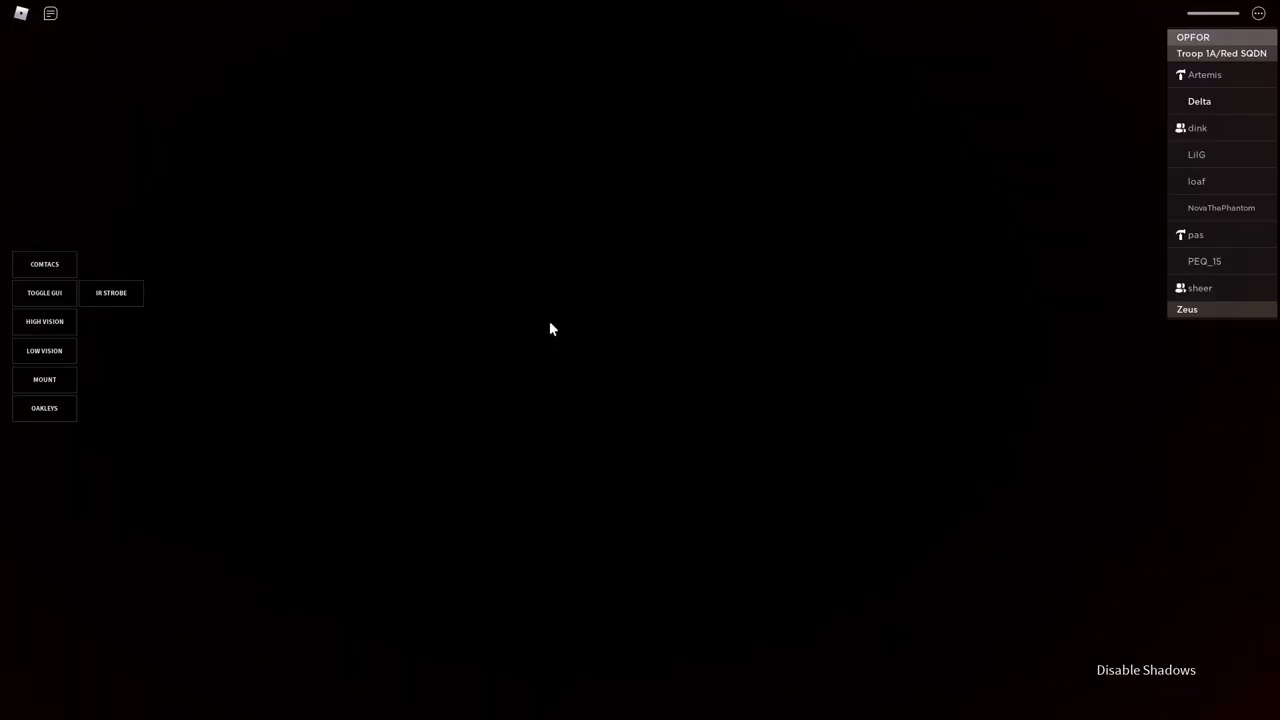 OPFOR
Troop 1A/Red SQDN
Artemis
Delta
dink
LilG
loaf
NovaThePhantom
pas
PEQ_15
sheer
Zeus
COMTACS
TOGGLE GUI
IR STROBE
HIGH VISION
LOW VISION
MOUNT
OAKLEYS
Disable Shadows